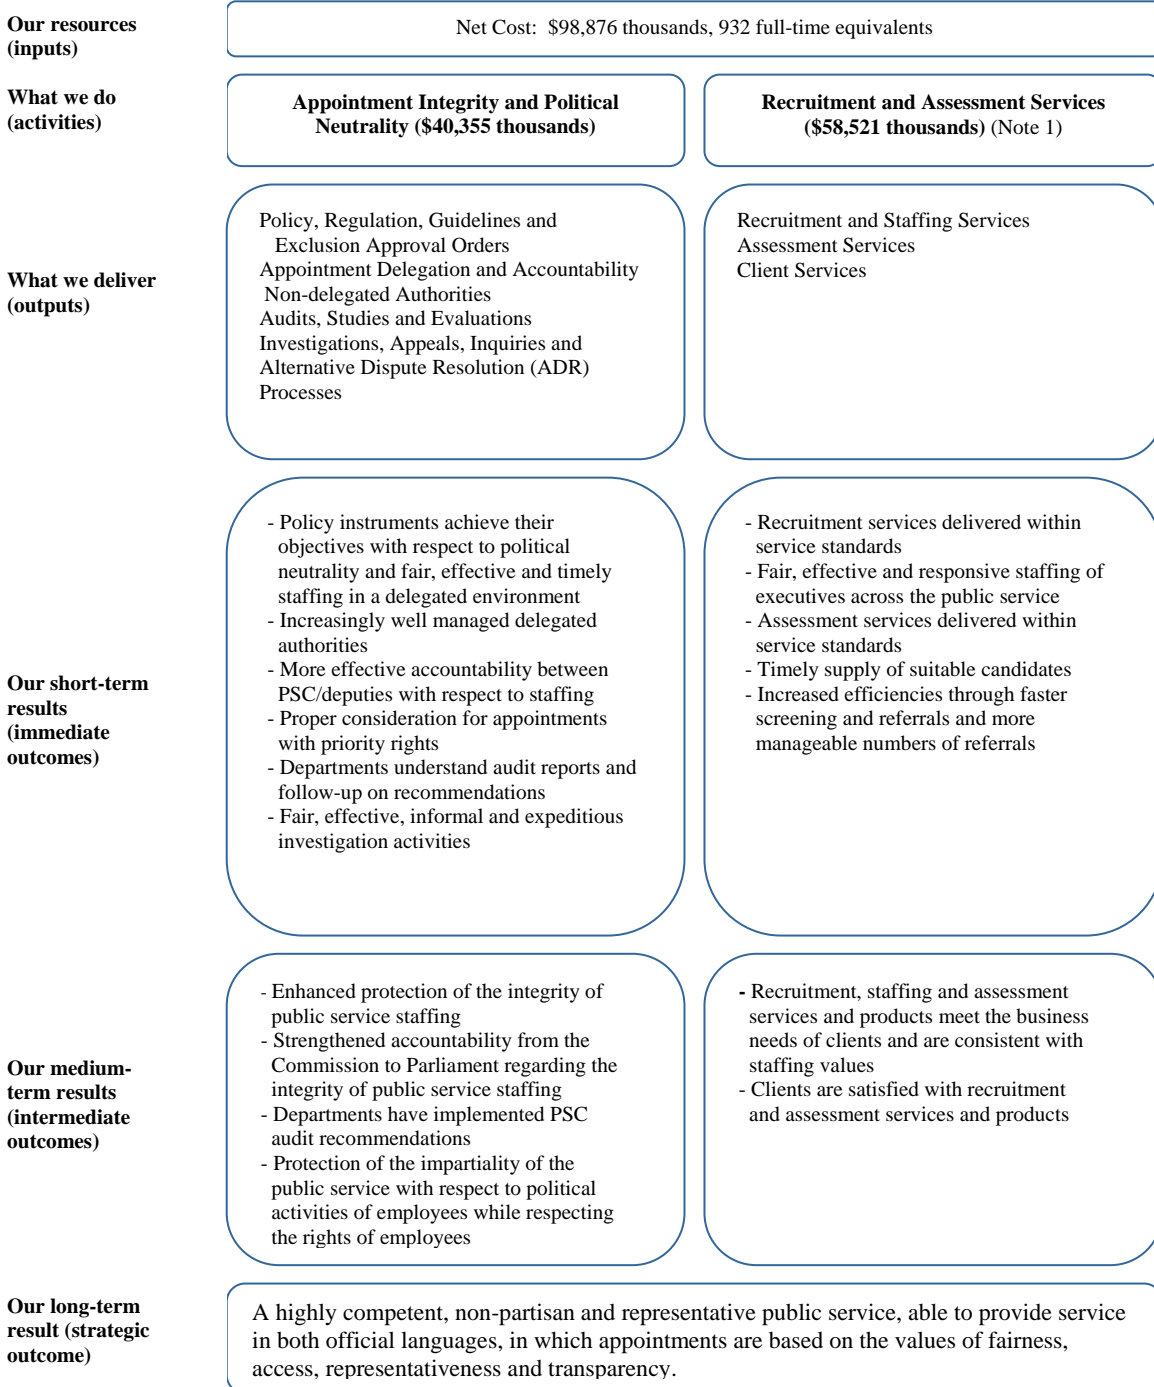 Our resources
(inputs)
Net Cost:  $98,876 thousands, 932 full-time equivalents
What we do
(activities)
Appointment Integrity and Political
Neutrality ($40,355 thousands)
Recruitment and Assessment Services
($58,521 thousands) (Note 1)
What we deliver
(outputs)
Policy, Regulation, Guidelines and
Exclusion Approval Orders
Appointment Delegation and Accountability
Non-delegated Authorities
Audits, Studies and Evaluations
Investigations, Appeals, Inquiries and
Alternative Dispute Resolution (ADR)
Processes
Recruitment and Staffing Services
Assessment Services
Client Services
Our short-term
results
(immediate
outcomes)
- Policy instruments achieve their
objectives with respect to political
neutrality and fair, effective and timely
staffing in a delegated environment
- Increasingly well managed delegated
authorities
- More effective accountability between
PSC/deputies with respect to staffing
- Proper consideration for appointments
with priority rights
- Departments understand audit reports and
follow-up on recommendations
- Fair, effective, informal and expeditious
investigation activities
- Recruitment services delivered within
service standards
- Fair, effective and responsive staffing of
executives across the public service
- Assessment services delivered within
service standards
- Timely supply of suitable candidates
- Increased efficiencies through faster
screening and referrals and more
manageable numbers of referrals
Our medium-
term results
(intermediate
outcomes)
- Enhanced protection of the integrity of
public service staffing
- Strengthened accountability from the
Commission to Parliament regarding the
integrity of public service staffing
- Departments have implemented PSC
audit recommendations
- Protection of the impartiality of the
public service with respect to political
activities of employees while respecting
the rights of employees
- Recruitment, staffing and assessment
services and products meet the business
needs of clients and are consistent with
staffing values
- Clients are satisfied with recruitment
and assessment services and products
Our long-term
result (strategic
outcome)
A highly competent, non-partisan and representative public service, able to provide service
in both official languages, in which appointments are based on the values of fairness,
access, representativeness and transparency.